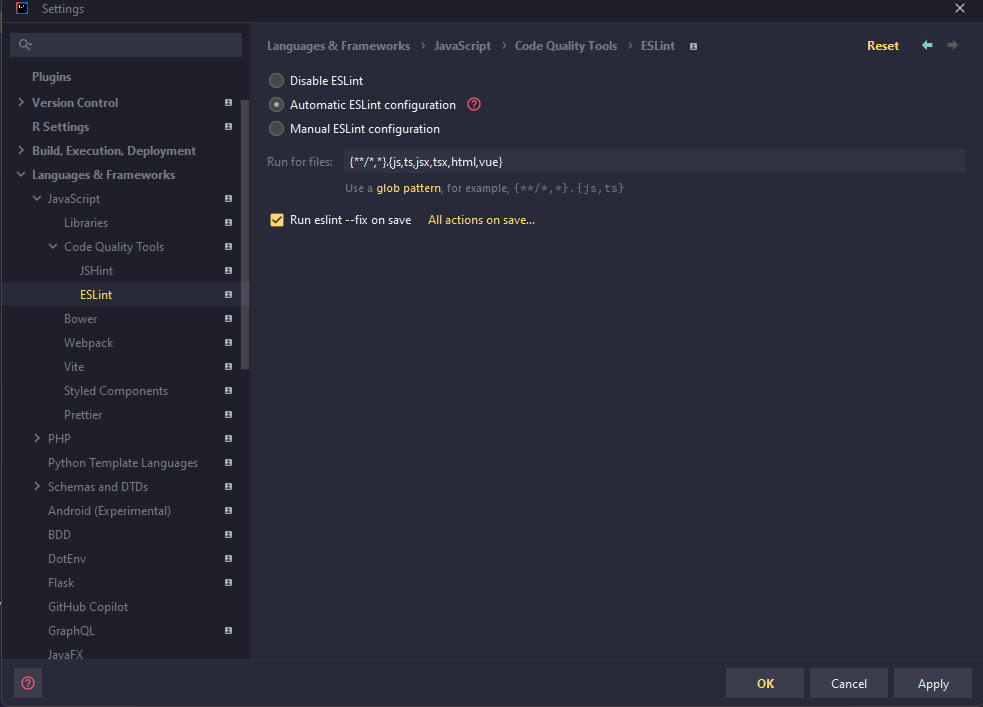 Settings
Plugins
Version Control
R Settings
Build, Execution, Deployment
Languages & Frameworks
JavaScript
Libraries
Code Quality Tools
JSHint
ESLint
Bower
Webpack
Vite
Styled Components
Prettier
PHP
Python Template Languages
Schemas and DTDs
Android (Experimental)
BDD
DotEnv
Flask
GitHub Copilot
GraphQL
JavaFX
Languages & Frameworks › JavaScript › Code Quality Tools › ESLint
Reset
Disable ESLint
Automatic ESLint configuration
Manual ESLint configuration
Run for files: {**/*,*}.{js,ts,jsx,tsx,html,vue}
Use a glob pattern, for example, {**/*,*}.{js,ts}
Run eslint --fix on save All actions on save...
OK Cancel Apply